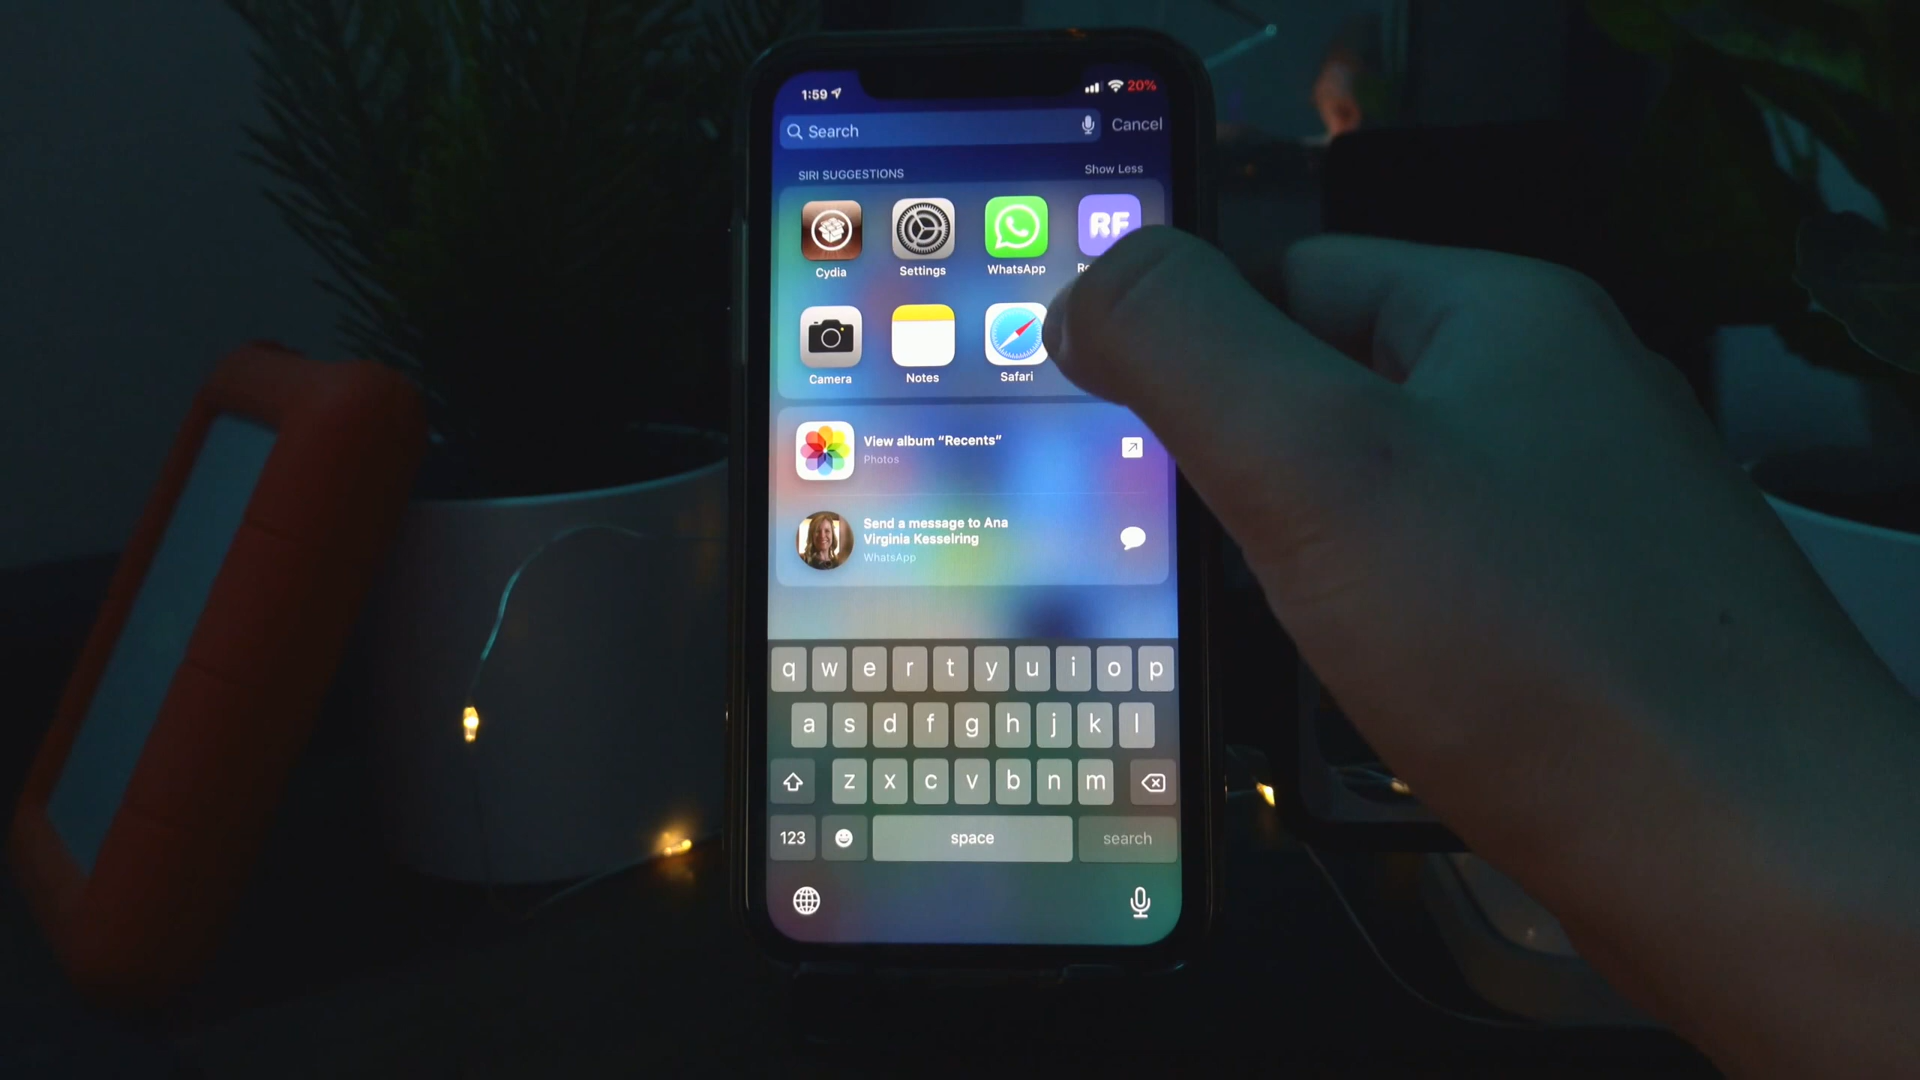 1:59
20%
Search
Cancel
SIRI SUGGESTIONS
Show Less
RF
Cydia
Settings
WhatsApp
Camera
Notes
Safari
View album “Recents”
Photos
Send a message to Ana
Virginia Kesselring
WhatsApp
q w e r t y u i o p
a s d f g h j k l
z x c v b n m
123
space
search